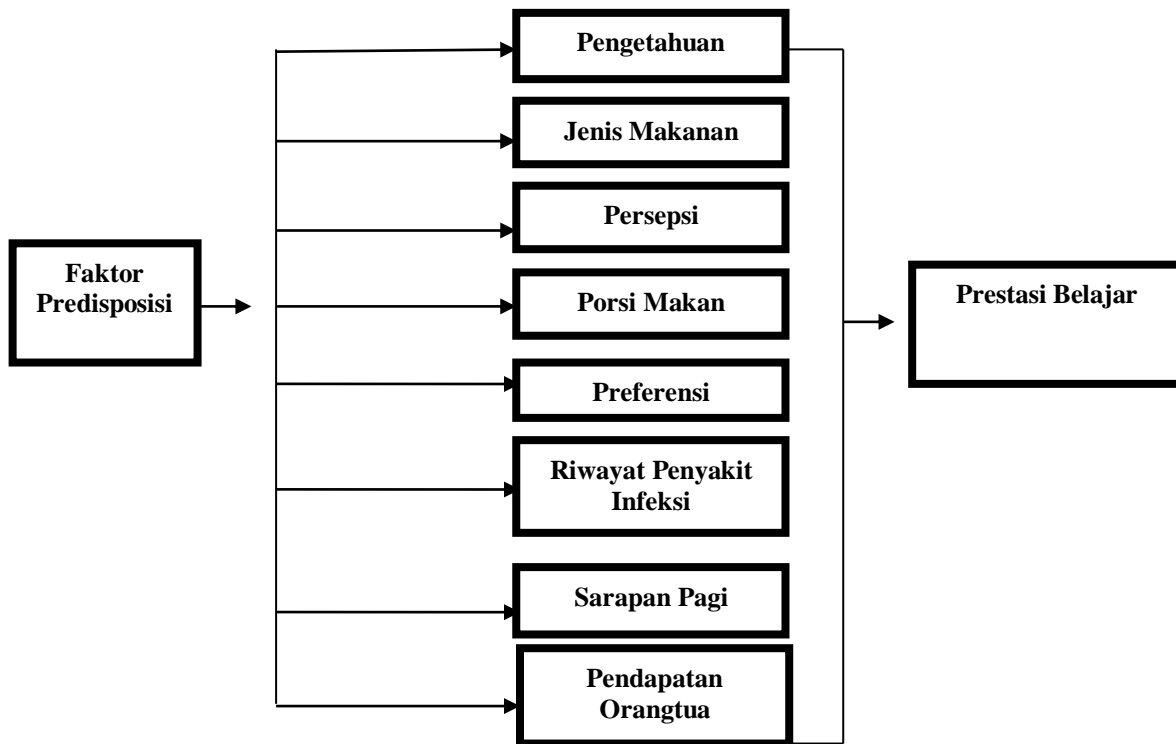 Faktor
Predisposisi
Pengetahuan
Jenis Makanan
Persepsi
Porsi Makan
Preferensi
Riwayat Penyakit
Infeksi
Sarapan Pagi
Pendapatan
Orangtua
Prestasi Belajar